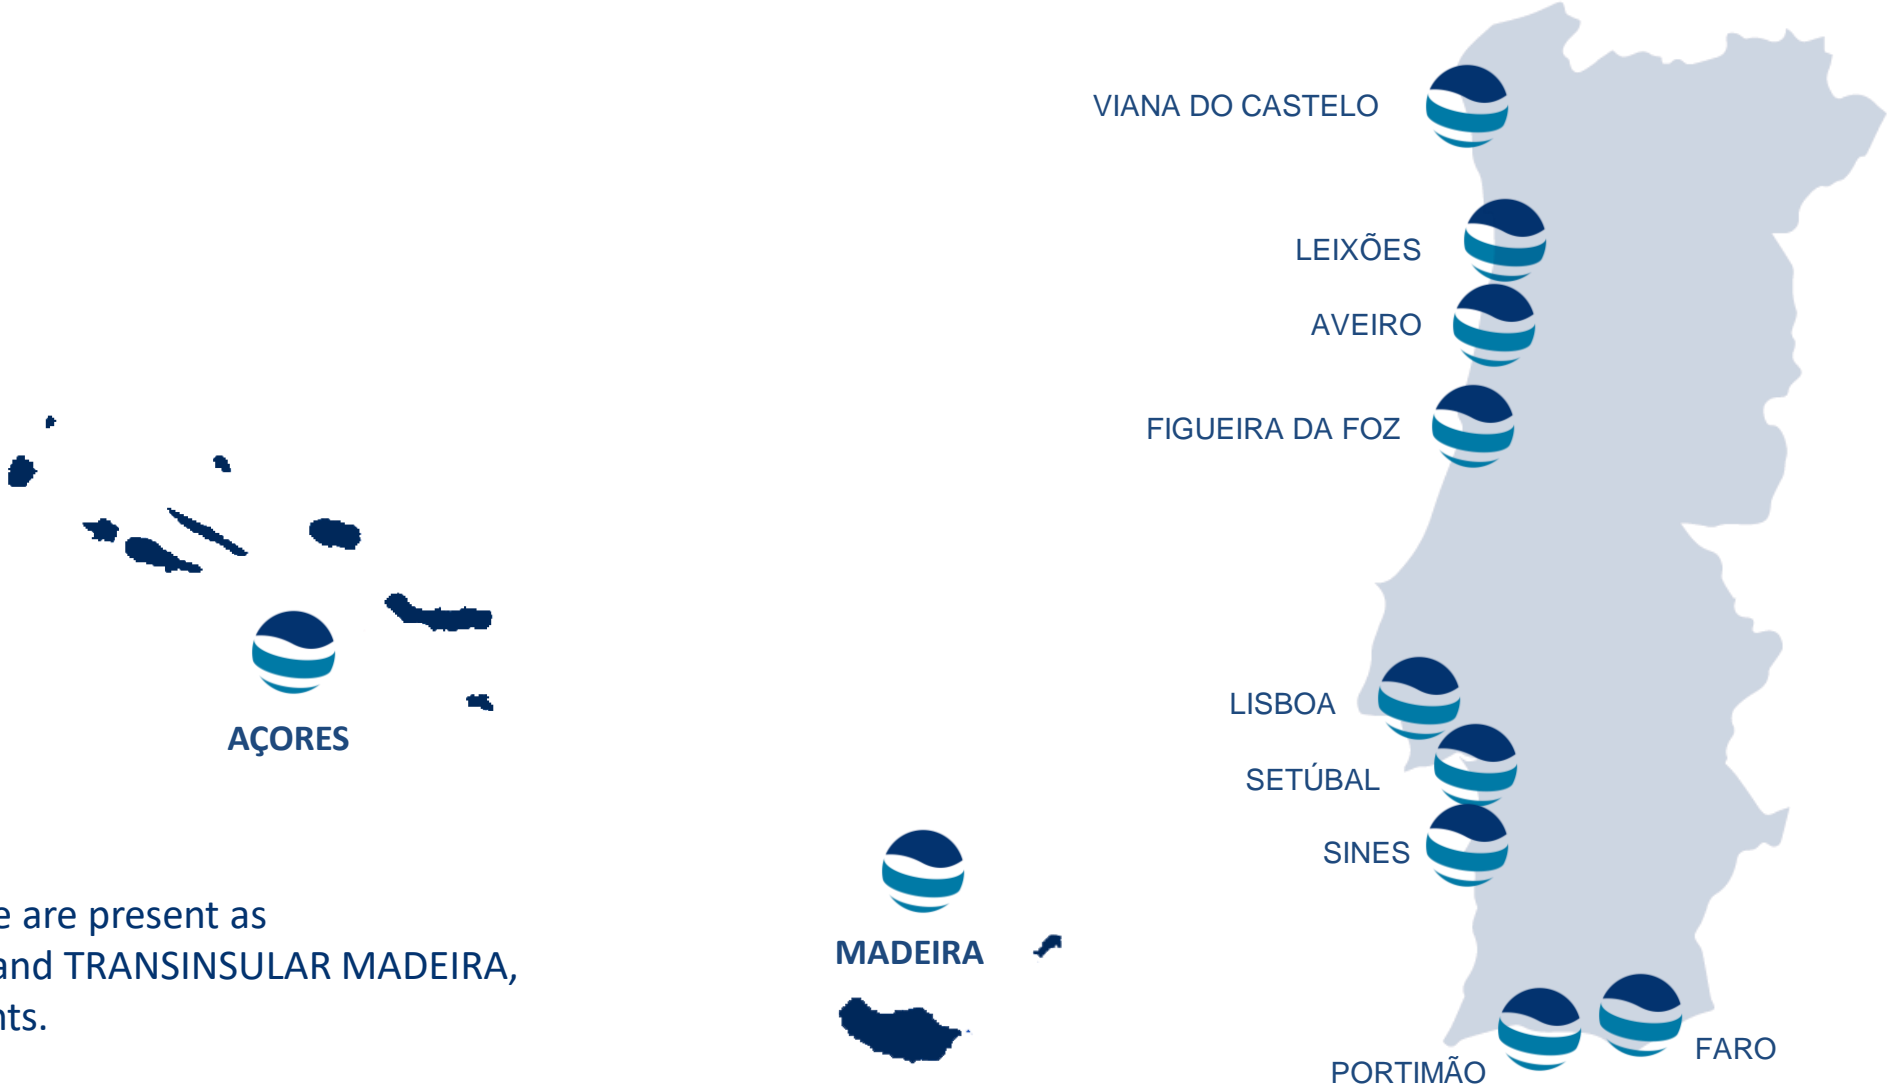 VIANA DO CASTELO
LEIXÕES
AVEIRO
FIGUEIRA DA FOZ
LISBOA
AÇORES
SETÚBAL
SINES
are present as
and TRANSINSULAR MADEIRA,
MADEIRA
FARO
PORTIMÃO